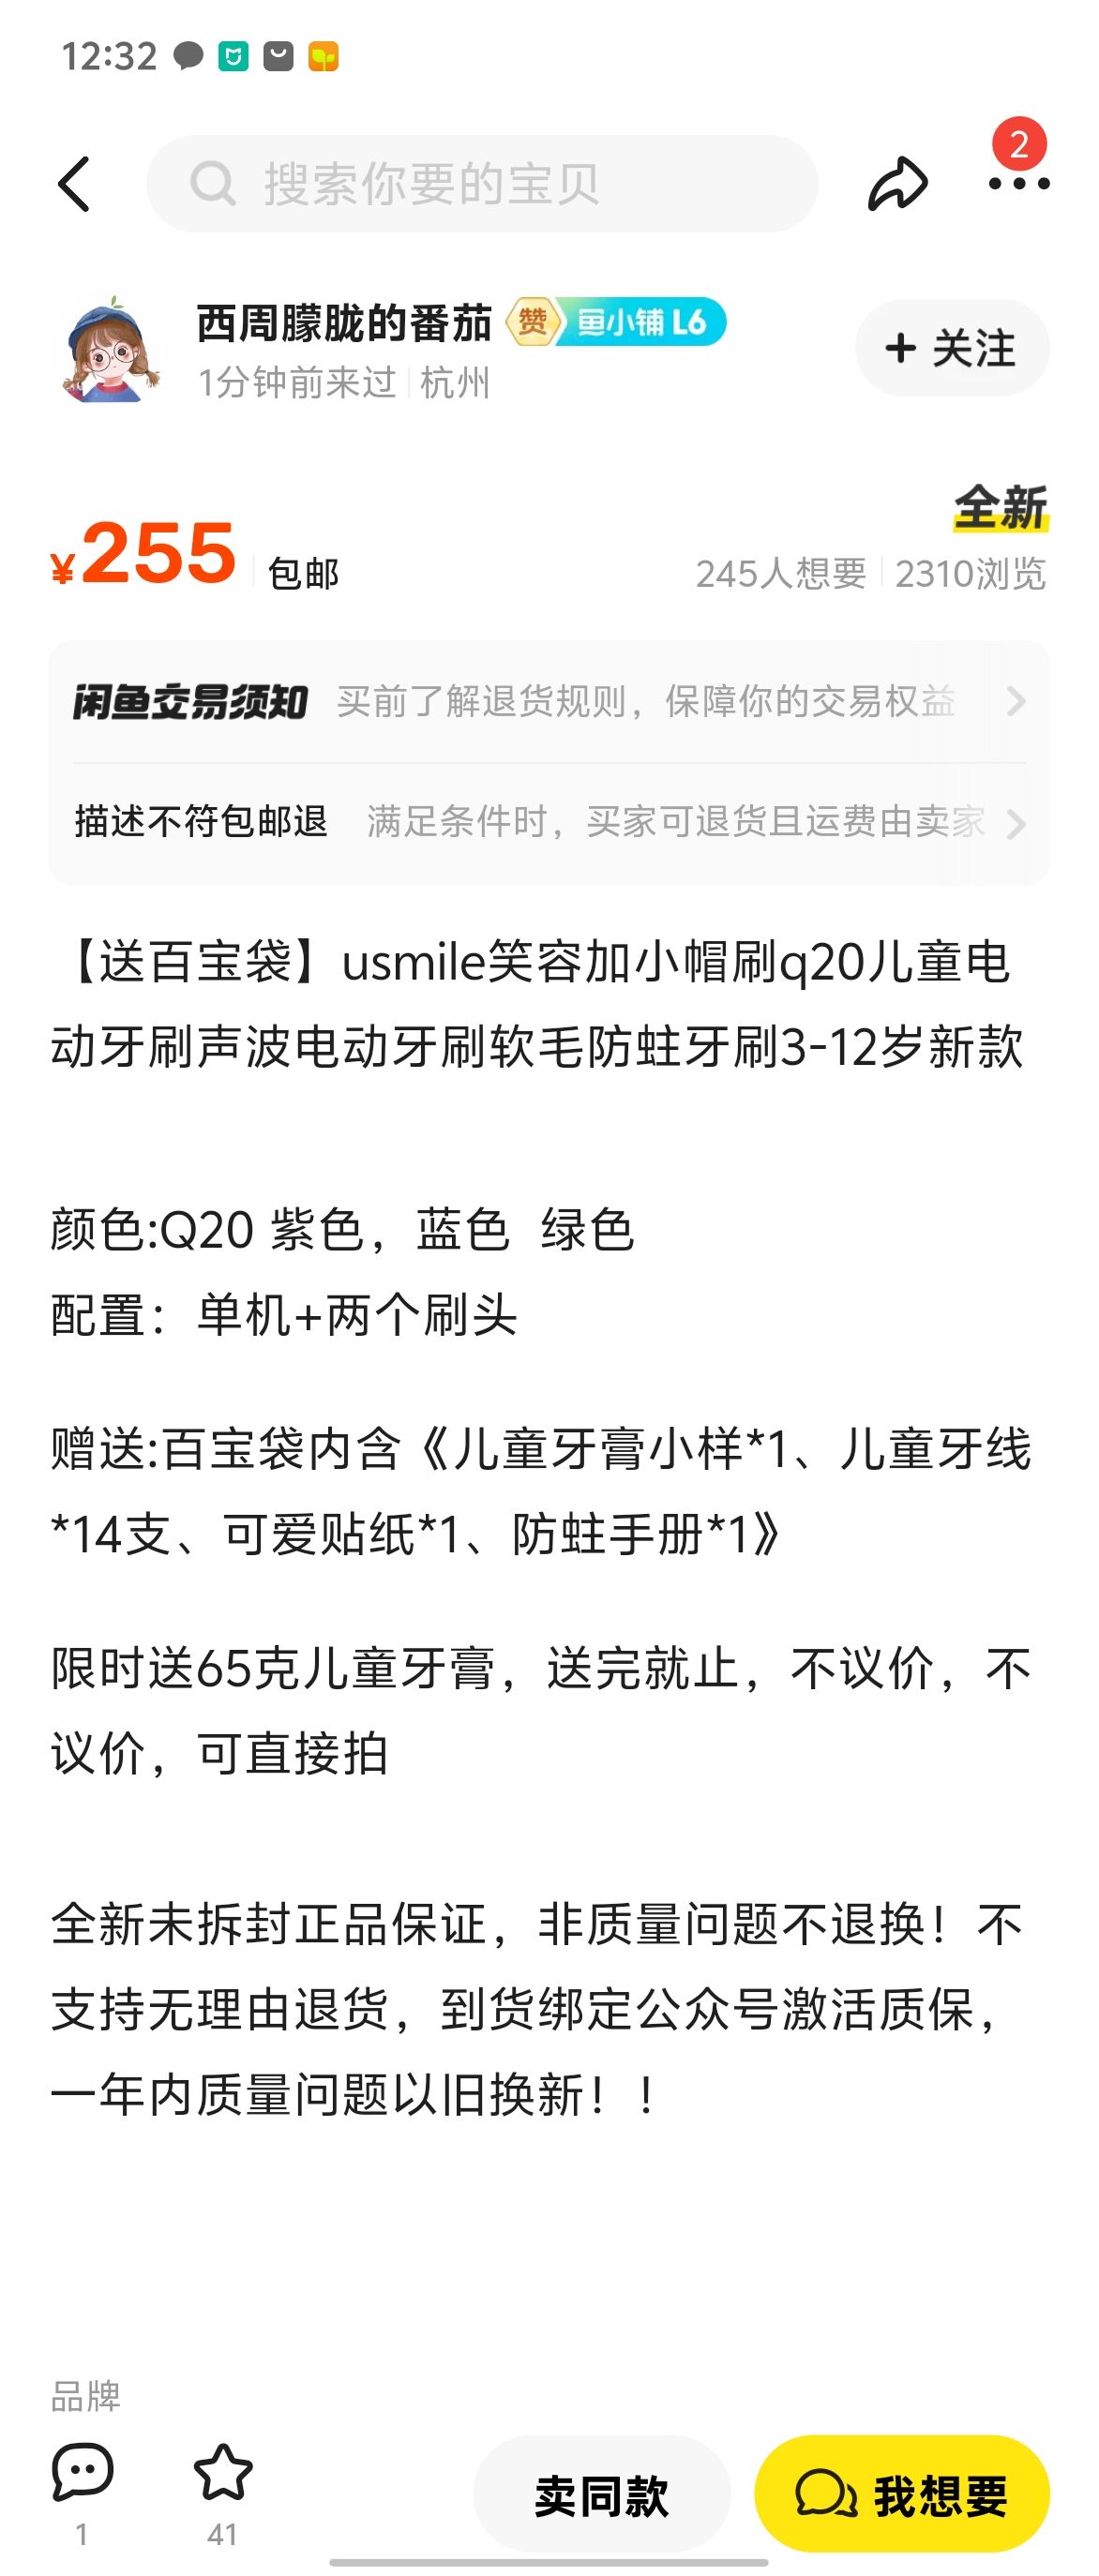 12:32
搜索你要的宝贝
2
西周朦胧的番茄 赞 鱼小铺 L6
+ 关注
1分钟前来过 杭州
全新
¥255 包邮
245人想要 2310浏览
闲鱼交易须知 买前了解退货规则，保障你的交易权益
描述不符包邮退 满足条件时，买家可退货且运费由卖家
【送百宝袋】usmile笑容加小帽刷q20儿童电
动牙刷声波电动牙刷软毛防蛀牙刷3-12岁新款
颜色:Q20 紫色，蓝色 绿色
配置：单机+两个刷头
赠送:百宝袋内含《儿童牙膏小样*1、儿童牙线
*14支、可爱贴纸*1、防蛀手册*1》
限时送65克儿童牙膏，送完就止，不议价，不
议价，可直接拍
全新未拆封正品保证，非质量问题不退换！不
支持无理由退货，到货绑定公众号激活质保，
一年内质量问题以旧换新！！
品牌
1
41
卖同款
我想要